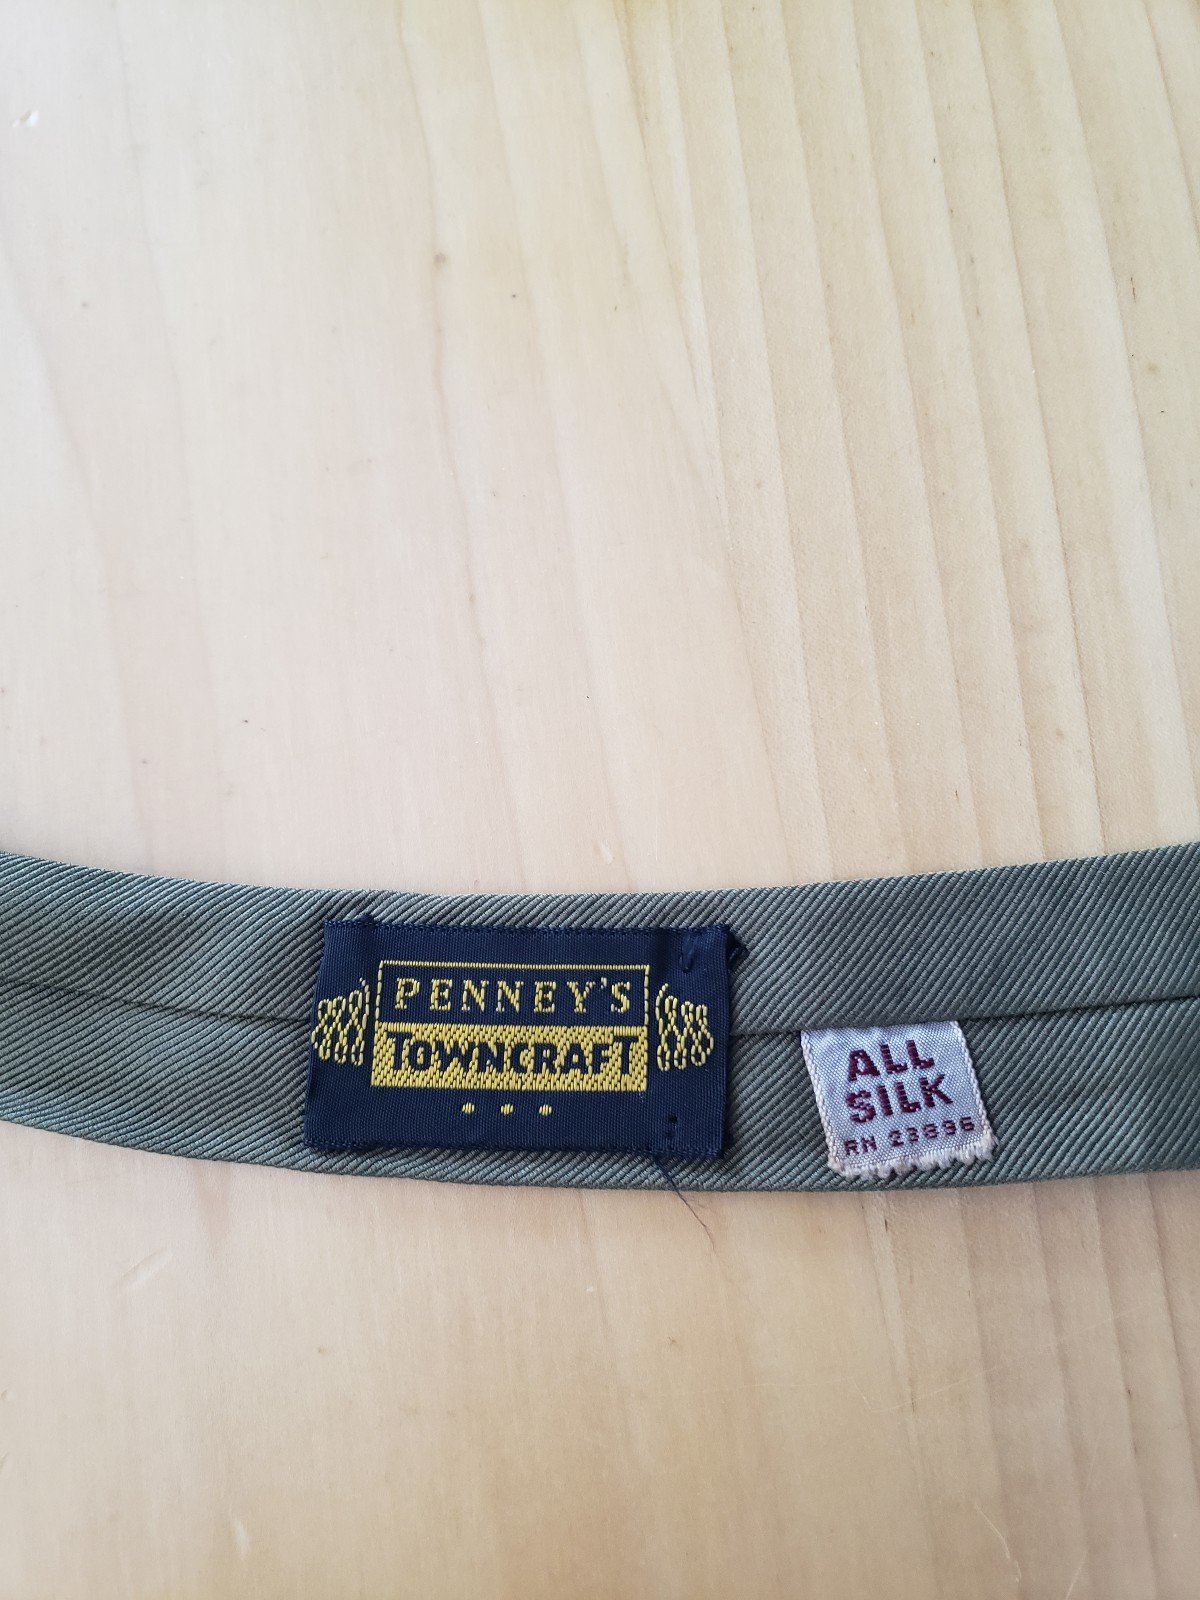 PENNEY'S
TOWNCRAFT
ALL
SILK
RN 23896